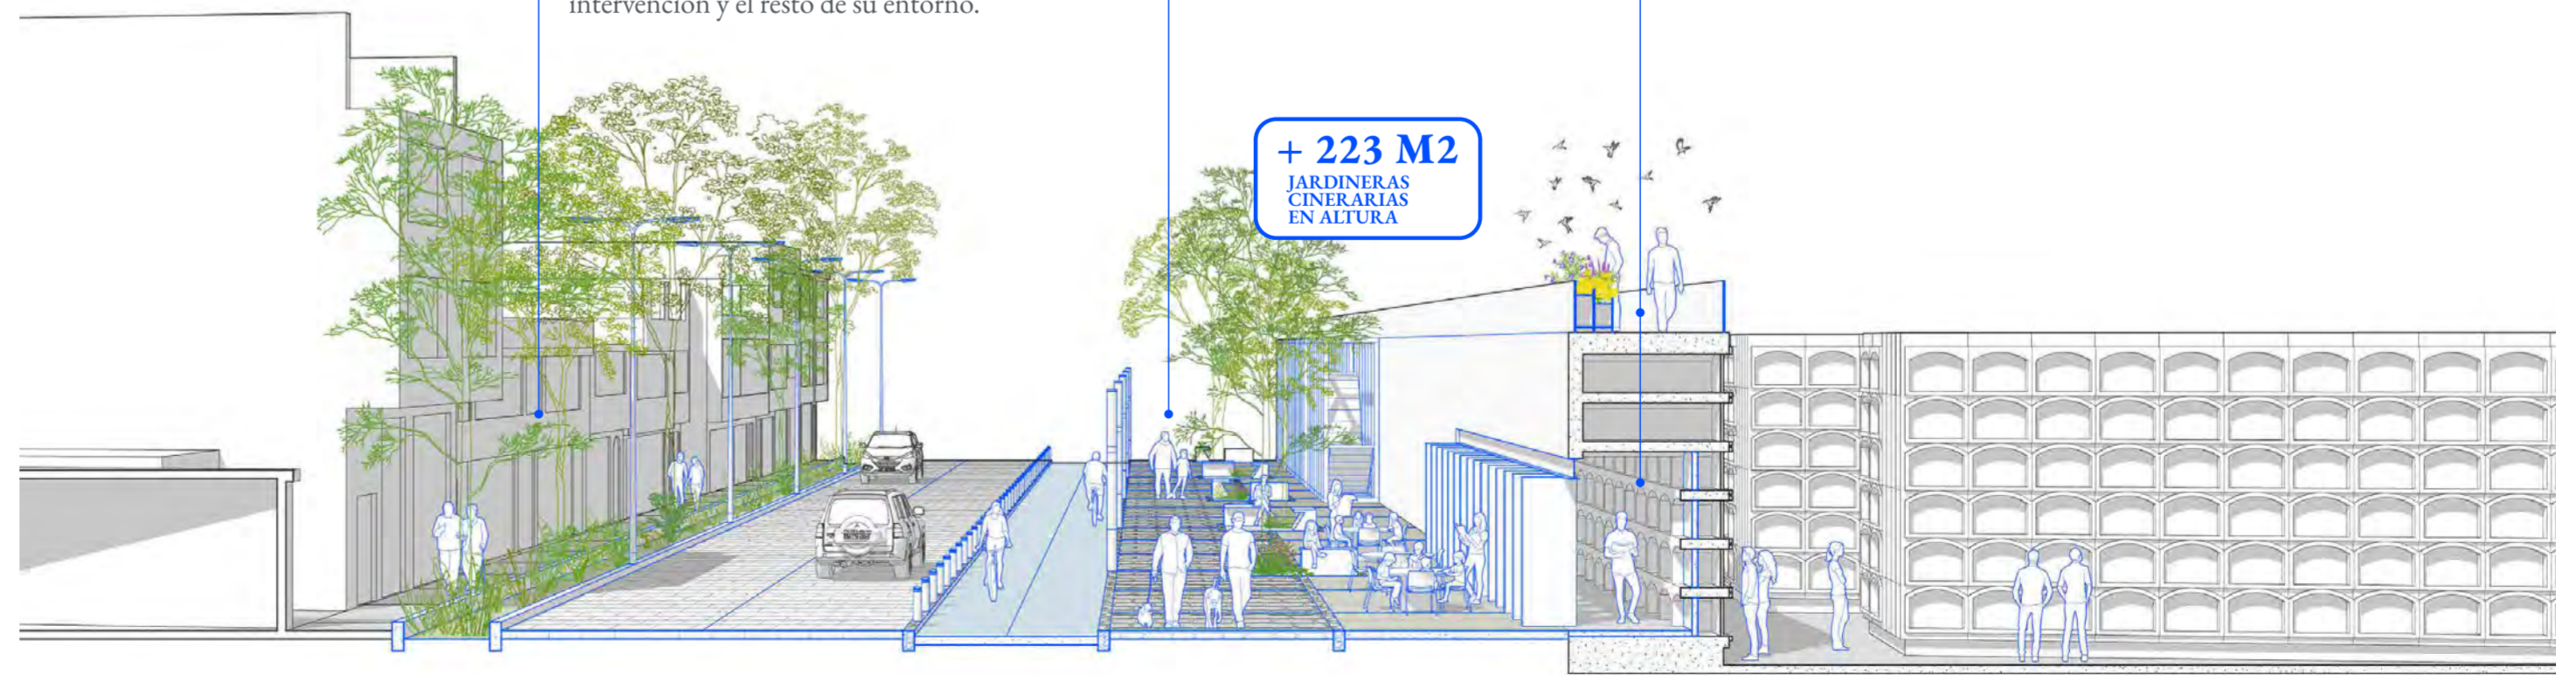 intervención y el resto de su entorno.
+ 223 M2
JARDINERAS
CINERARIAS
EN ALTURA